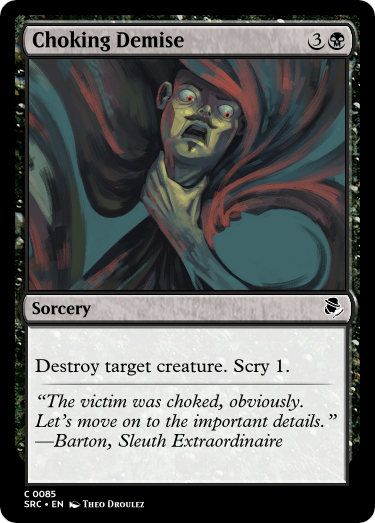 Choking Demise 3
Sorcery
Destroy target creature. Scry 1.
“The victim was choked, obviously.
Let’s move on to the important details.”
—Barton, Sleuth Extraordinaire
C 0085
SRC • EN Theo Droulez